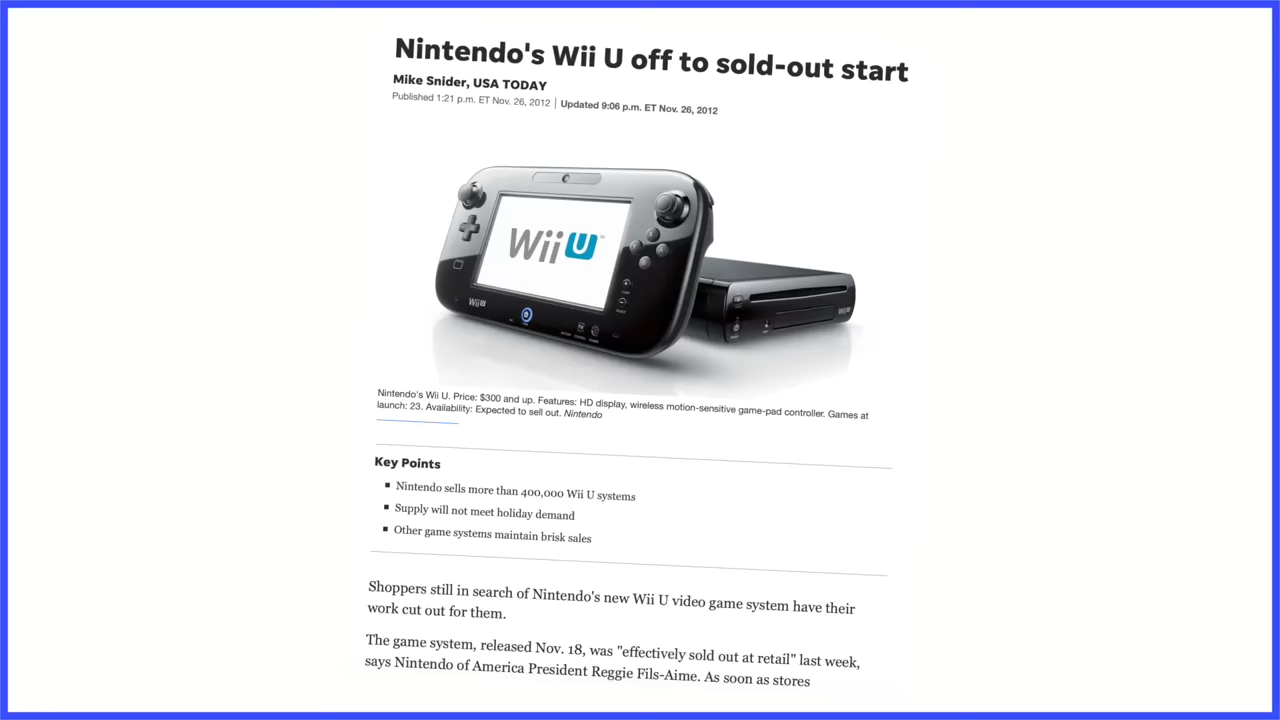 Nintendo's Wii U off to sold-out start
Mike Snider, USA TODAY
Published 1:21 p.m. ET Nov. 26, 2012 | Updated 9:06 p.m. ET Nov. 26, 2012
Wii U™
Wii U
Wii U
Nintendo's Wii U. Price: $300 and up. Features: HD display, wireless motion-sensitive game-pad controller. Games at
launch: 23. Availability: Expected to sell out. Nintendo
Key Points
▪ Nintendo sells more than 400,000 Wii U systems
▪ Supply will not meet holiday demand
▪ Other game systems maintain brisk sales
Shoppers still in search of Nintendo's new Wii U video game system have their
work cut out for them.
The game system, released Nov. 18, was "effectively sold out at retail" last week,
says Nintendo of America President Reggie Fils-Aime. As soon as stores